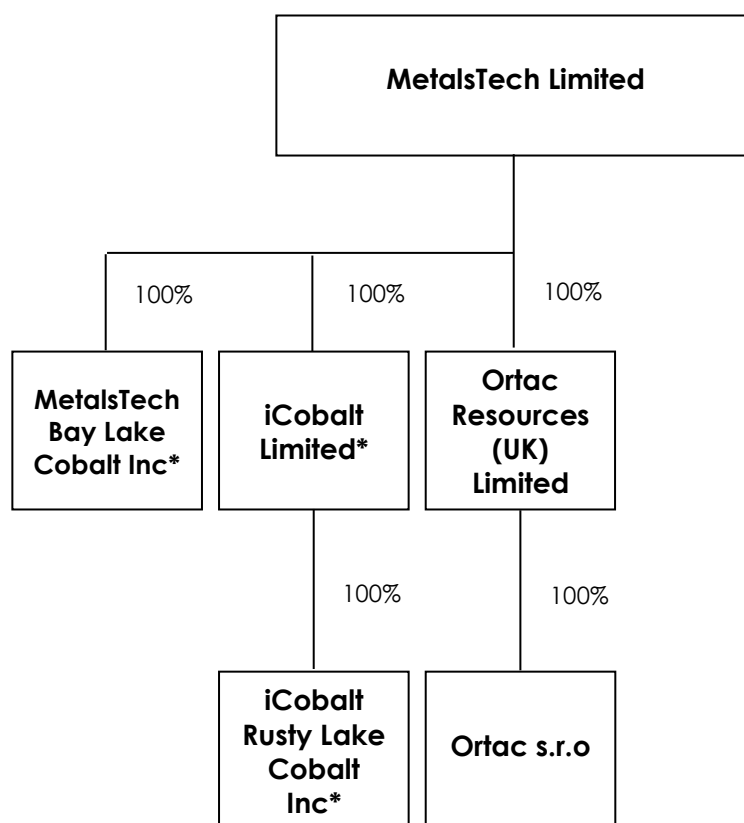 MetalsTech Limited
100%
100%
100%
MetalsTech
Bay Lake
Cobalt Inc*
iCobalt
Limited*
Ortac
Resources
(UK)
Limited
100%
100%
iCobalt
Rusty Lake
Cobalt
Inc*
Ortac s.r.o